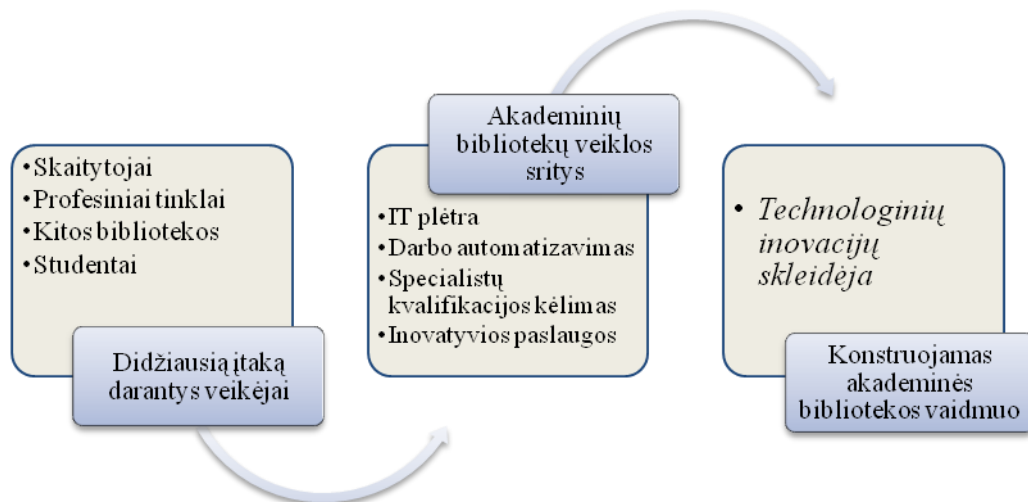 • Skaitytojai
• Profesiniai tinklai
• Kitos bibliotekos
• Studentai
Didžiausią įtaką
darantys veikėjai
Akademinių
bibliotekų veiklos
sritys
• IT plėtra
• Darbo automatizavimas
• Specialistų
kvalifikacijos kėlimas
• Inovatyvios paslaugos
• Technologinių
inovacijų
skleidėja
Konstruojamas
akademinės
bibliotekos vaidmuo